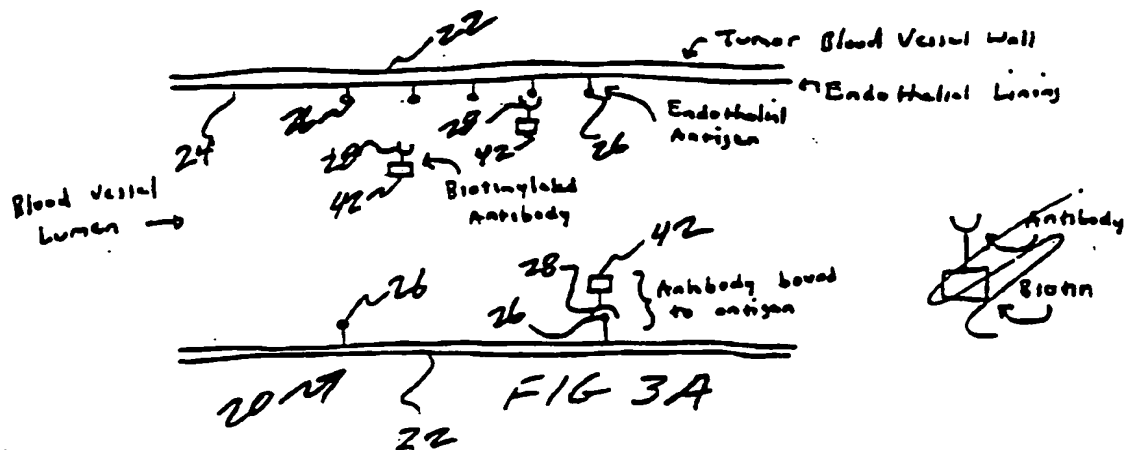 22
Tumor Blood Vessel Wall
Endothelial Lining
24
26
28
42
Endothelial
Antigen
26
28
42
Biotinylated
Antibody
Blood Vessel
Lumen
26
28
42
26
Antibody bound
to antigen
Antibody
Biotin
20
22
FIG 3A